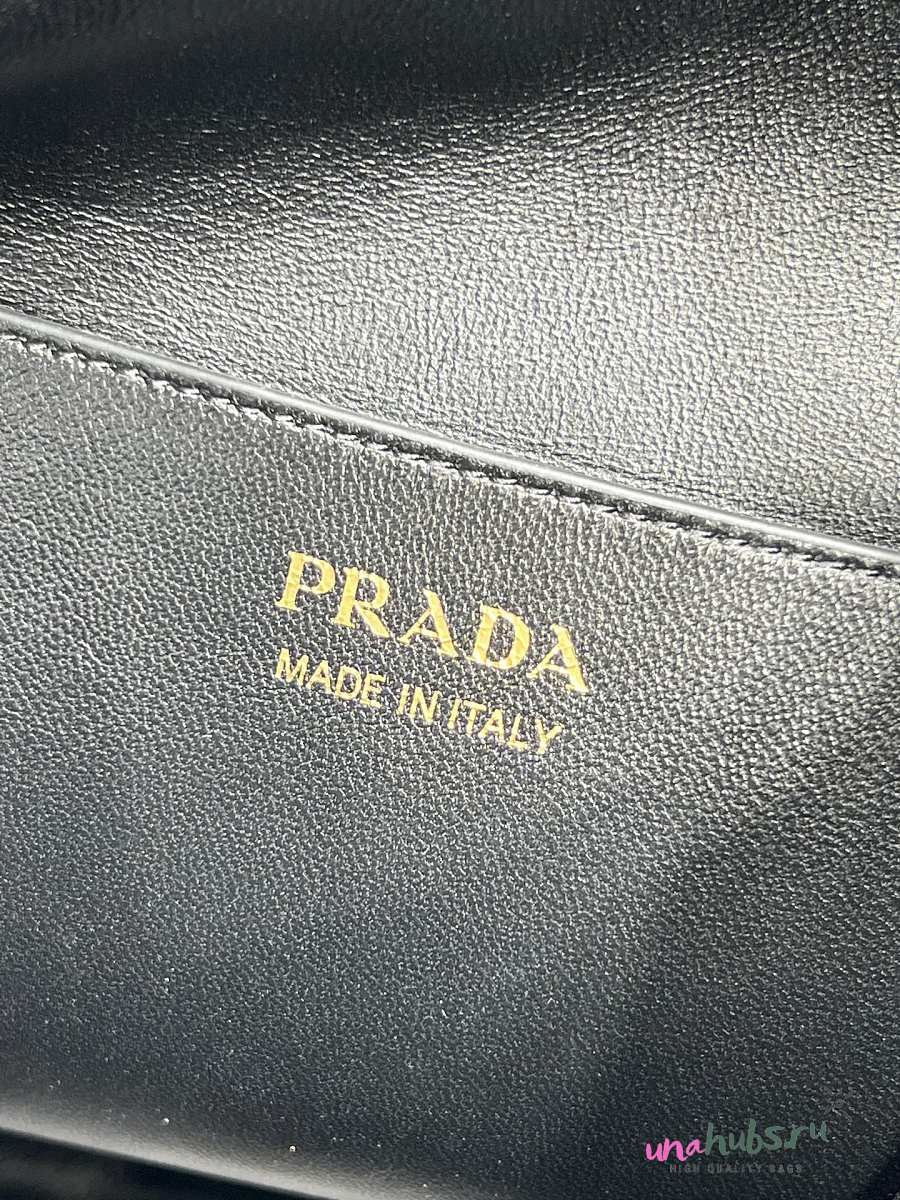 PRADA
MADE IN ITALY
unahubs.ru
HIGH QUALITY BAGS